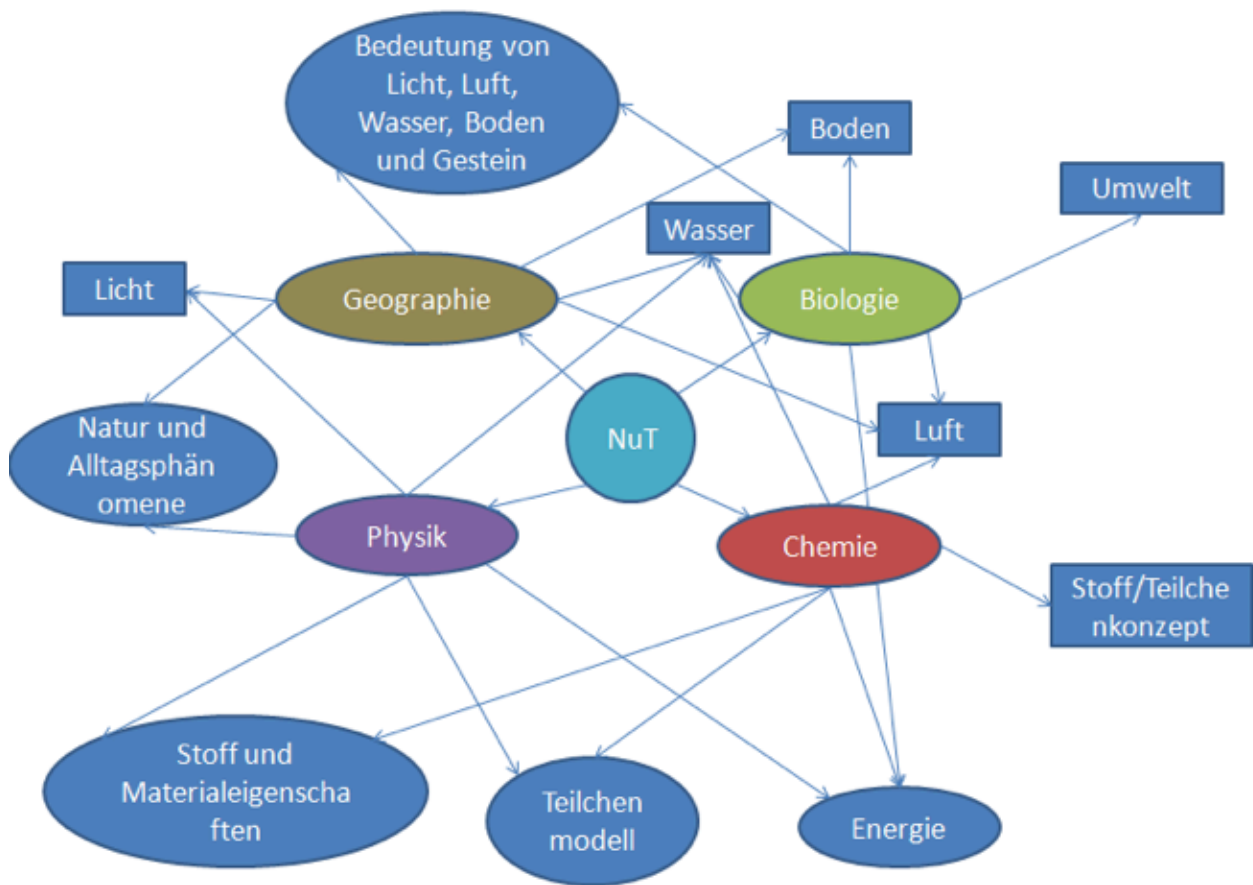 Bedeutung von
Licht, Luft,
Wasser, Boden
und Gestein
Boden
Umwelt
Wasser
Licht
Geographie
Biologie
Natur und
Alltagsphän
omene
NuT
Luft
Physik
Chemie
Stoff/Teilche
nkonzept
Stoff und
Materialeigenscha
ften
Teilchen
modell
Energie